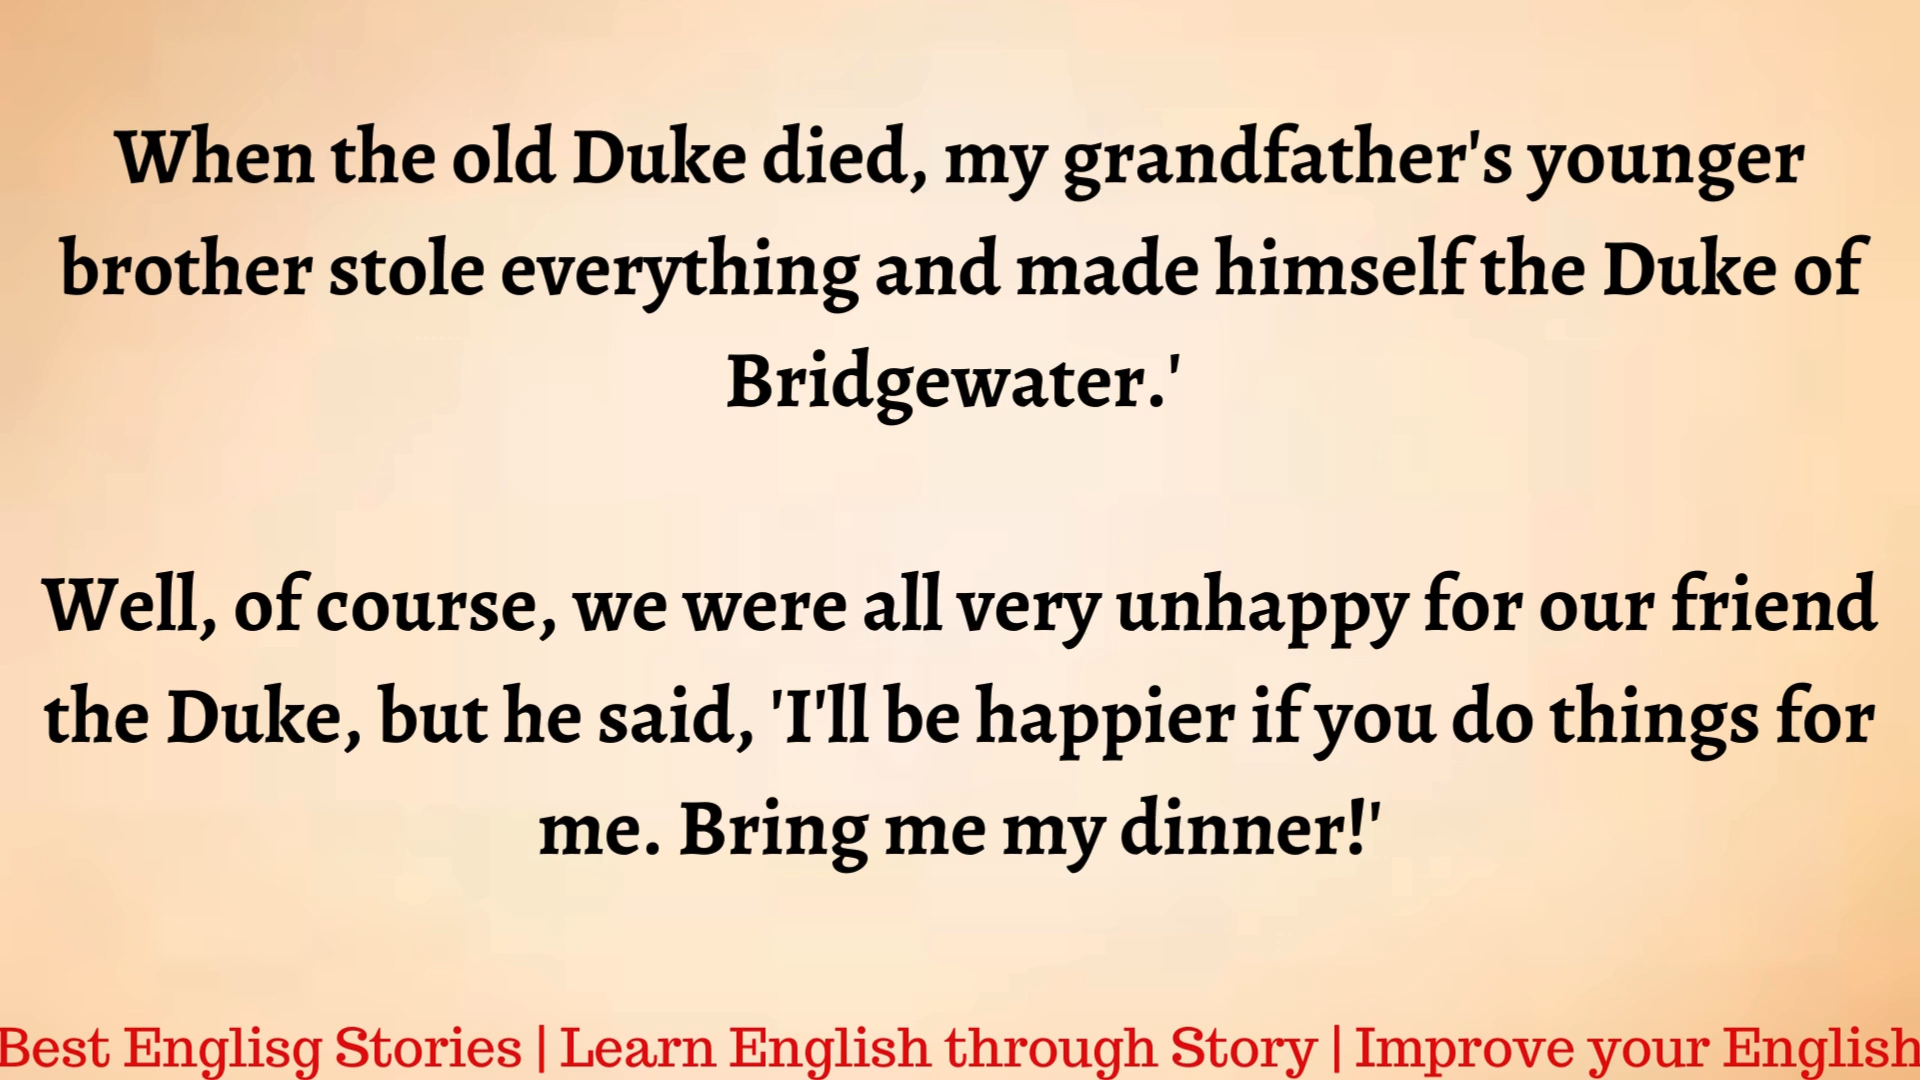 When the old Duke died, my grandfather's younger
brother stole everything and made himself the Duke of
Bridgewater.'
Well, of course, we were all very unhappy for our friend
the Duke, but he said, 'I'll be happier if you do things for
me. Bring me my dinner!'
Best Englisg Stories | Learn English through Story | Improve your English